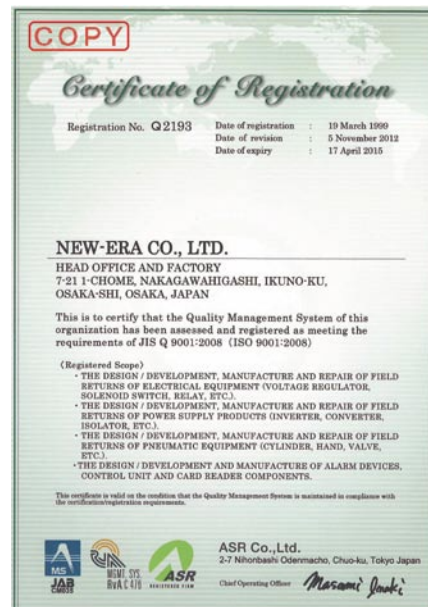 COPY
Certificate of Registration
Registration No. Q2193
Date of registration : 19 March 1999
Date of revision : 5 November 2012
Date of expiry : 17 April 2015
NEW-ERA CO., LTD.
HEAD OFFICE AND FACTORY
7-21 1-CHOME, NAKAGAWAHIGASHI, IKUNO-KU,
OSAKA-SHI, OSAKA, JAPAN
This is to certify that the Quality Management System of this
organization has been assessed and registered as meeting the
requirements of JIS Q 9001:2008 (ISO 9001:2008)
〈Registered Scope〉
・THE DESIGN / DEVELOPMENT, MANUFACTURE AND REPAIR OF FIELD
RETURNS OF ELECTRICAL EQUIPMENT (VOLTAGE REGULATOR,
SOLENOID SWITCH, RELAY, ETC.).
・THE DESIGN / DEVELOPMENT, MANUFACTURE AND REPAIR OF FIELD
RETURNS OF POWER SUPPLY PRODUCTS (INVERTER, CONVERTER,
ISOLATOR, ETC.).
・THE DESIGN / DEVELOPMENT, MANUFACTURE AND REPAIR OF FIELD
RETURNS OF PNEUMATIC EQUIPMENT (CYLINDER, HAND, VALVE,
ETC.).
・THE DESIGN / DEVELOPMENT AND MANUFACTURE OF ALARM DEVICES,
CONTROL UNIT AND CARD READER COMPONENTS.
This certificate is valid on the condition that the Quality Management System is maintained in compliance with
the certification/registration requirements.
MS
JAB
CM025
MGMT. SYS.
RvA C 470
ASR
REGISTERED FIRM
ASR Co.,Ltd.
2-7 Nihonbashi Odenmacho, Chuo-ku, Tokyo Japan
Chief Operating Officer